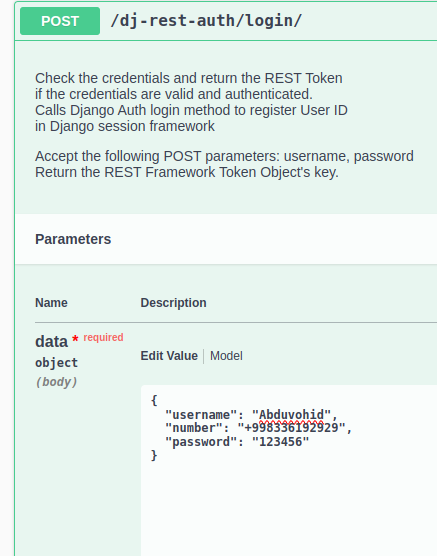 POST /dj-rest-auth/login/
Check the credentials and return the REST Token
if the credentials are valid and authenticated.
Calls Django Auth login method to register User ID
in Django session framework
Accept the following POST parameters: username, password
Return the REST Framework Token Object's key.
Parameters
Name Description
data * required
object
(body)
Edit Value Model
{
"username": "Abduvohid",
"number": "+998336192929",
"password": "123456"
}